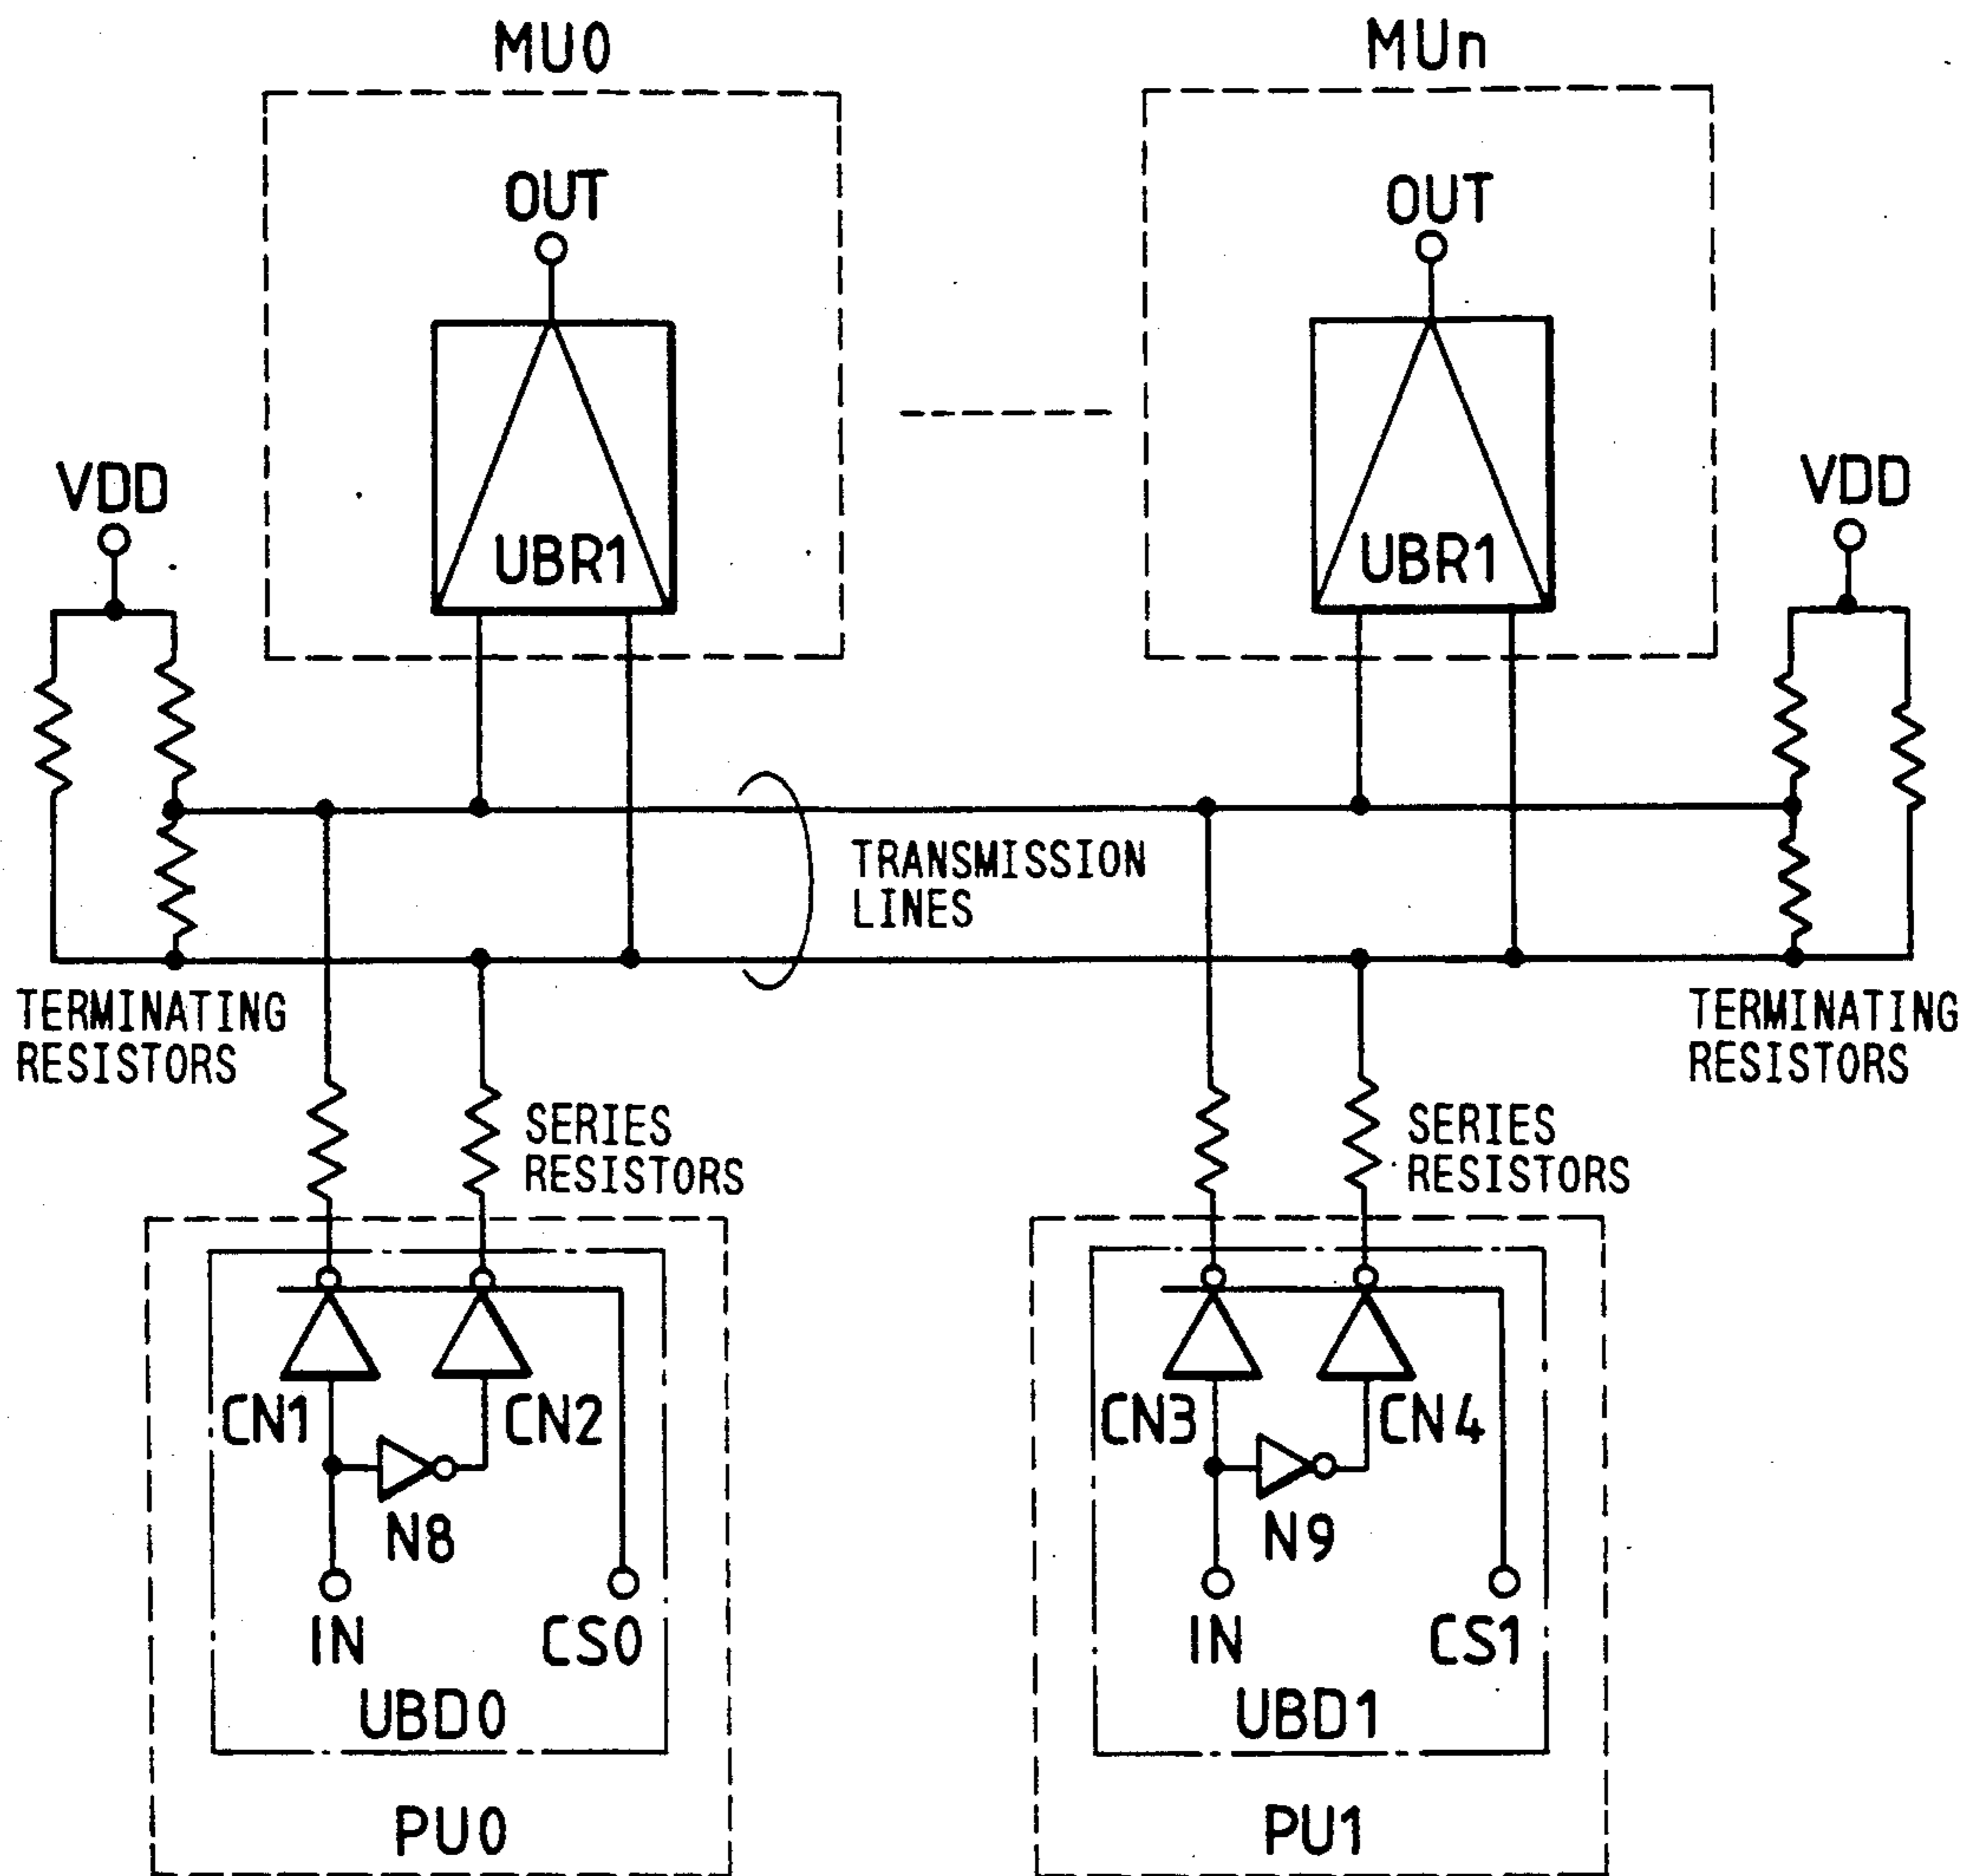 MU0
MUn
OUT
OUT
VDD
VDD
UBR1
UBR1
TRANSMISSION
LINES
TERMINATING
RESISTORS
TERMINATING
RESISTORS
SERIES
RESISTORS
SERIES
RESISTORS
CN1
CN2
CN3
CN4
N8
N9
IN
CS0
IN
CS1
UBD0
UBD1
PU0
PU1